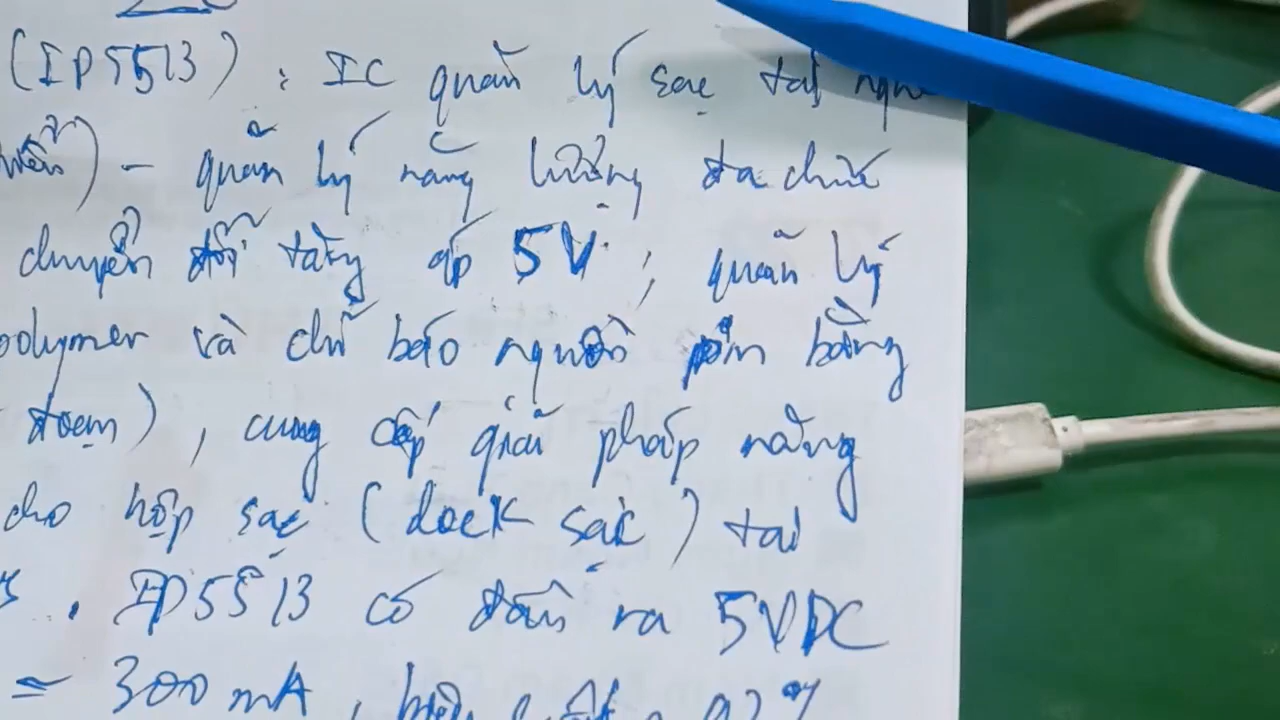 (IP5513) : IC quản lý sạc tai
– quản lý năng lượng đa chức
chuyển đổi tăng áp 5V ; quản lý
polymer và chỉ báo nguồn pin bằng
đoạn) , cung cấp giải pháp năng
cho hộp sạc (dock sạc) tai
. IP5513 có đầu ra 5VDC
= 300 mA ,